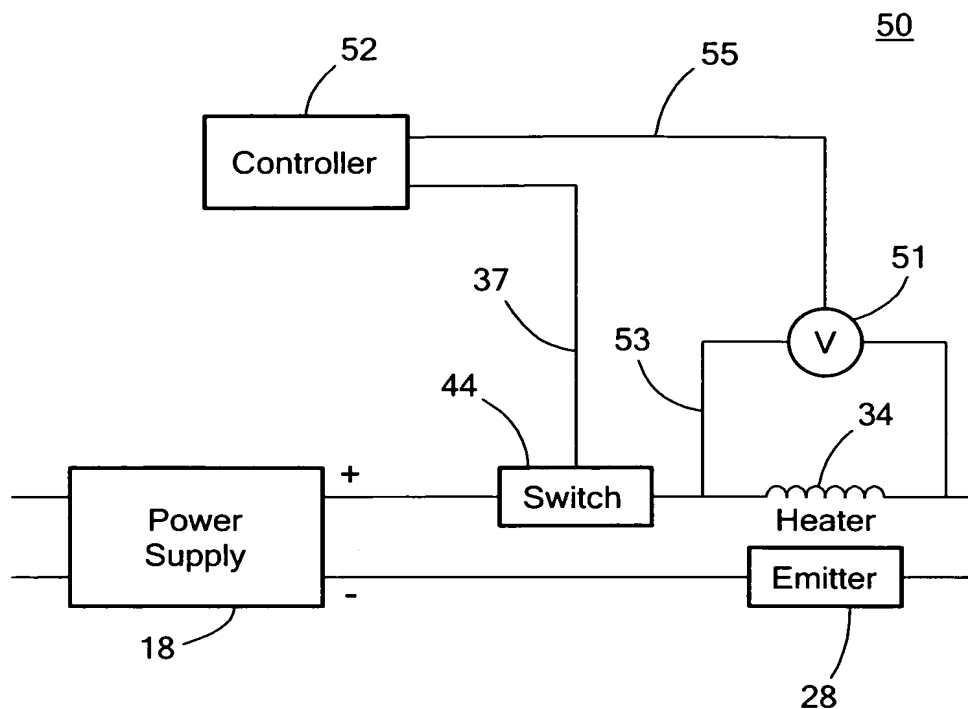 50
52
55
Controller
51
37
53
V
44
34
+
Switch
Power
Supply
Heater
Emitter
-
18
28